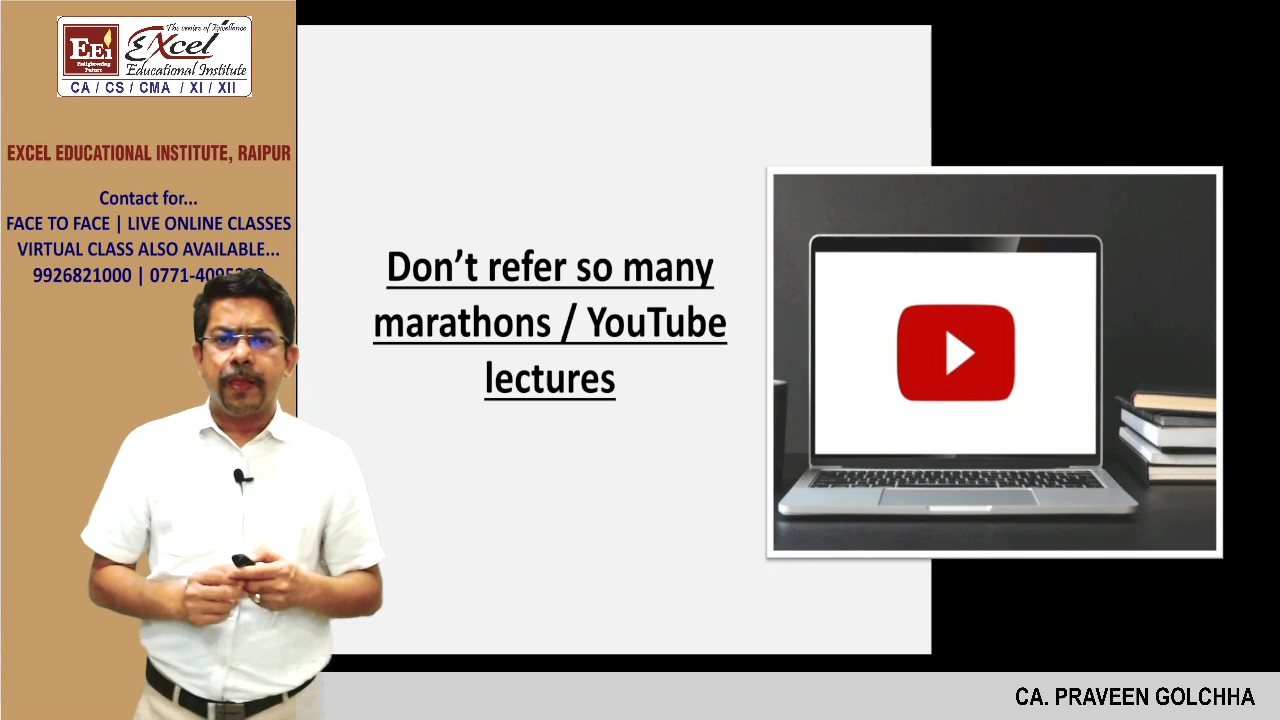 The centre of Excellence
EEi
Excel
Enlightening
Future
Educational Institute
CA / CS / CMA / XI / XII
EXCEL EDUCATIONAL INSTITUTE, RAIPUR
Contact for...
FACE TO FACE | LIVE ONLINE CLASSES
VIRTUAL CLASS ALSO AVAILABLE...
9926821000 |
Don’t refer so many
marathons / YouTube
lectures
CA. PRAVEEN GOLCHHA